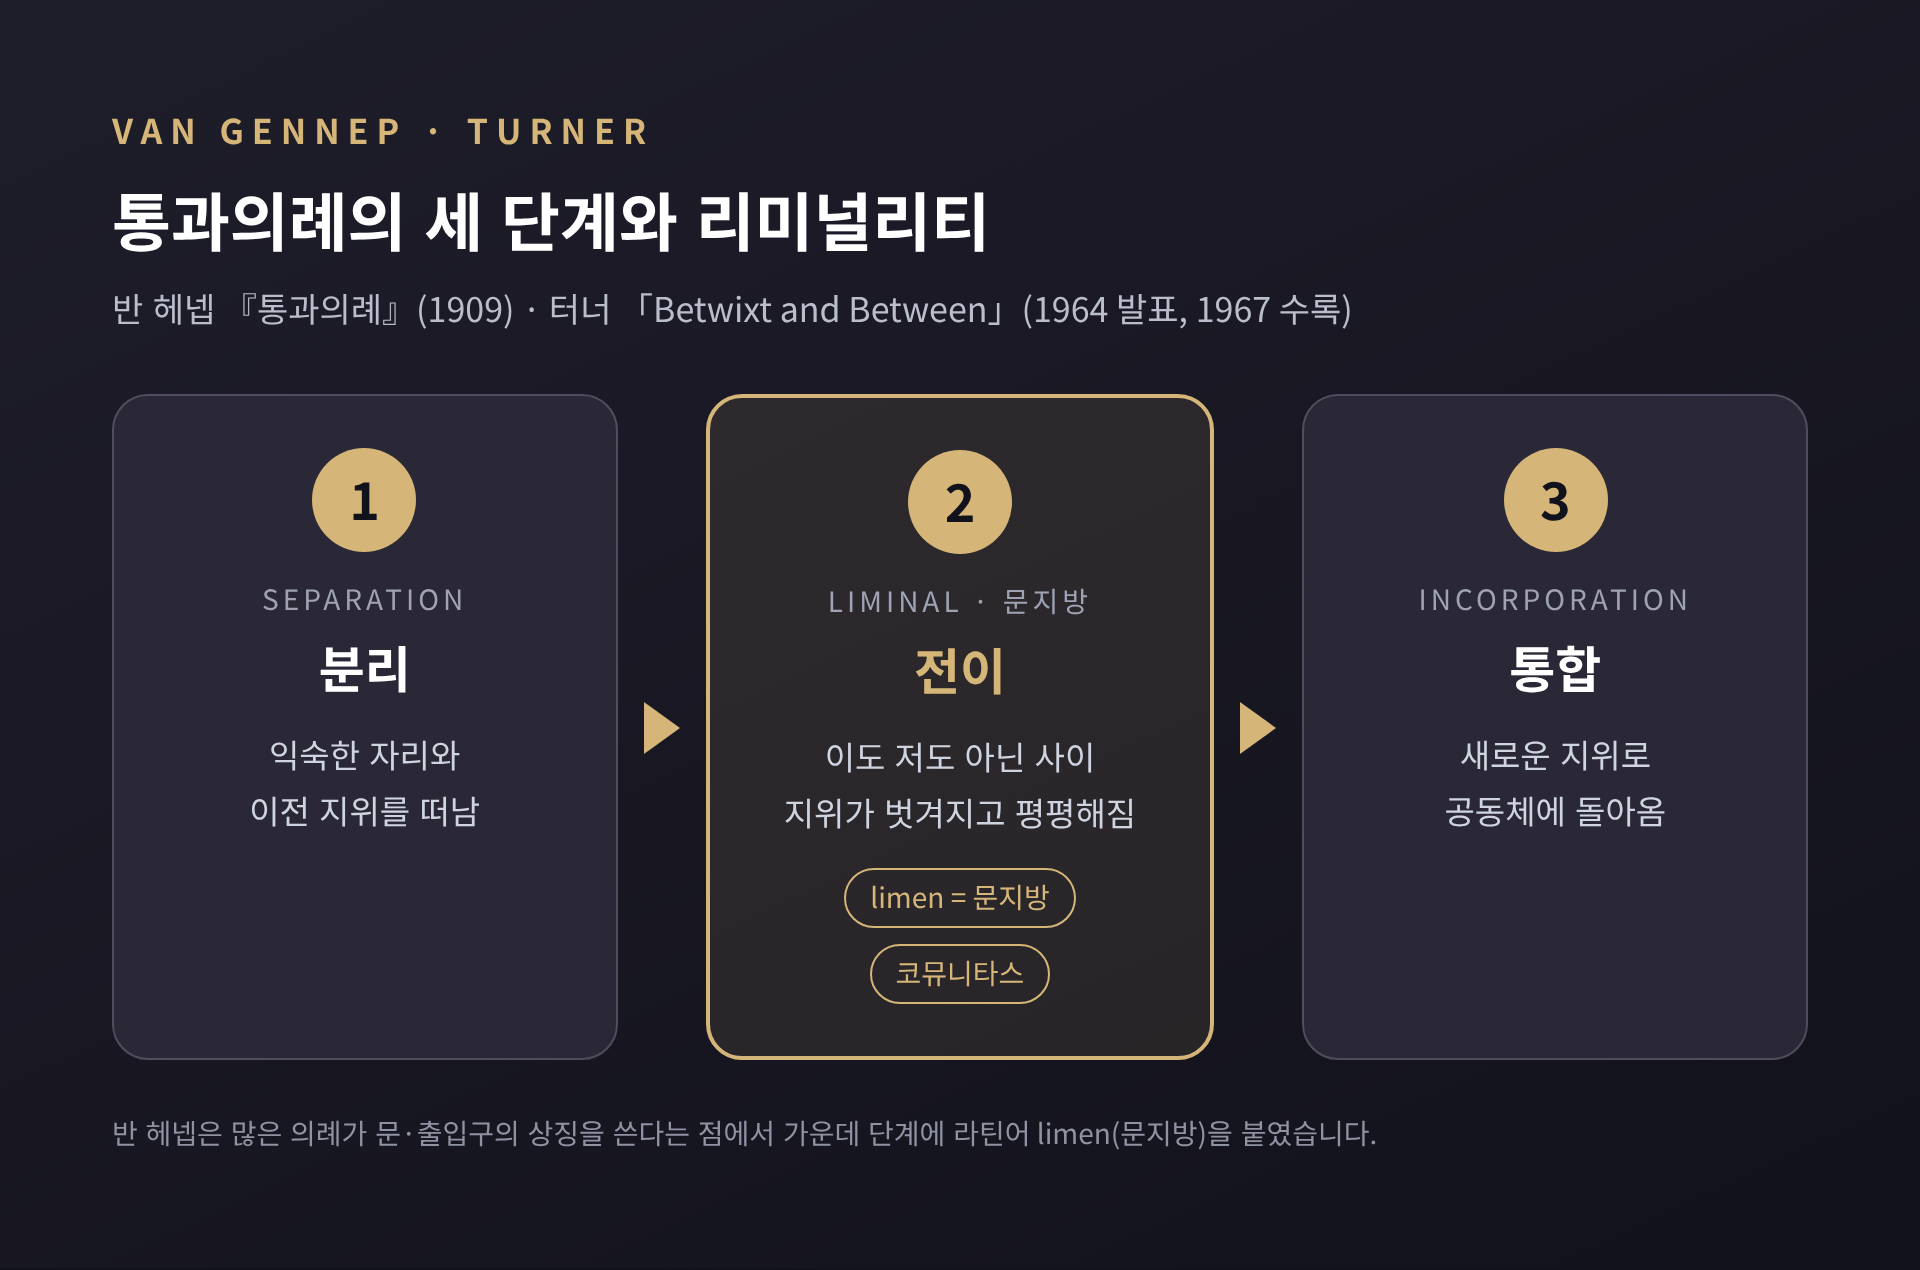 VAN GENNEP · TURNER
통과의례의 세 단계와 리미널리티
반 헤넵 『통과의례』(1909) · 터너 「Betwixt and Between」(1964 발표, 1967 수록)
1
SEPARATION
분리
익숙한 자리와
이전 지위를 떠남
2
LIMINAL · 문지방
전이
이도 저도 아닌 사이
지위가 벗겨지고 평평해짐
limen = 문지방
코뮤니타스
3
INCORPORATION
통합
새로운 지위로
공동체에 돌아옴
반 헤넵은 많은 의례가 문·출입구의 상징을 쓴다는 점에서 가운데 단계에 라틴어 limen(문지방)을 붙였습니다.